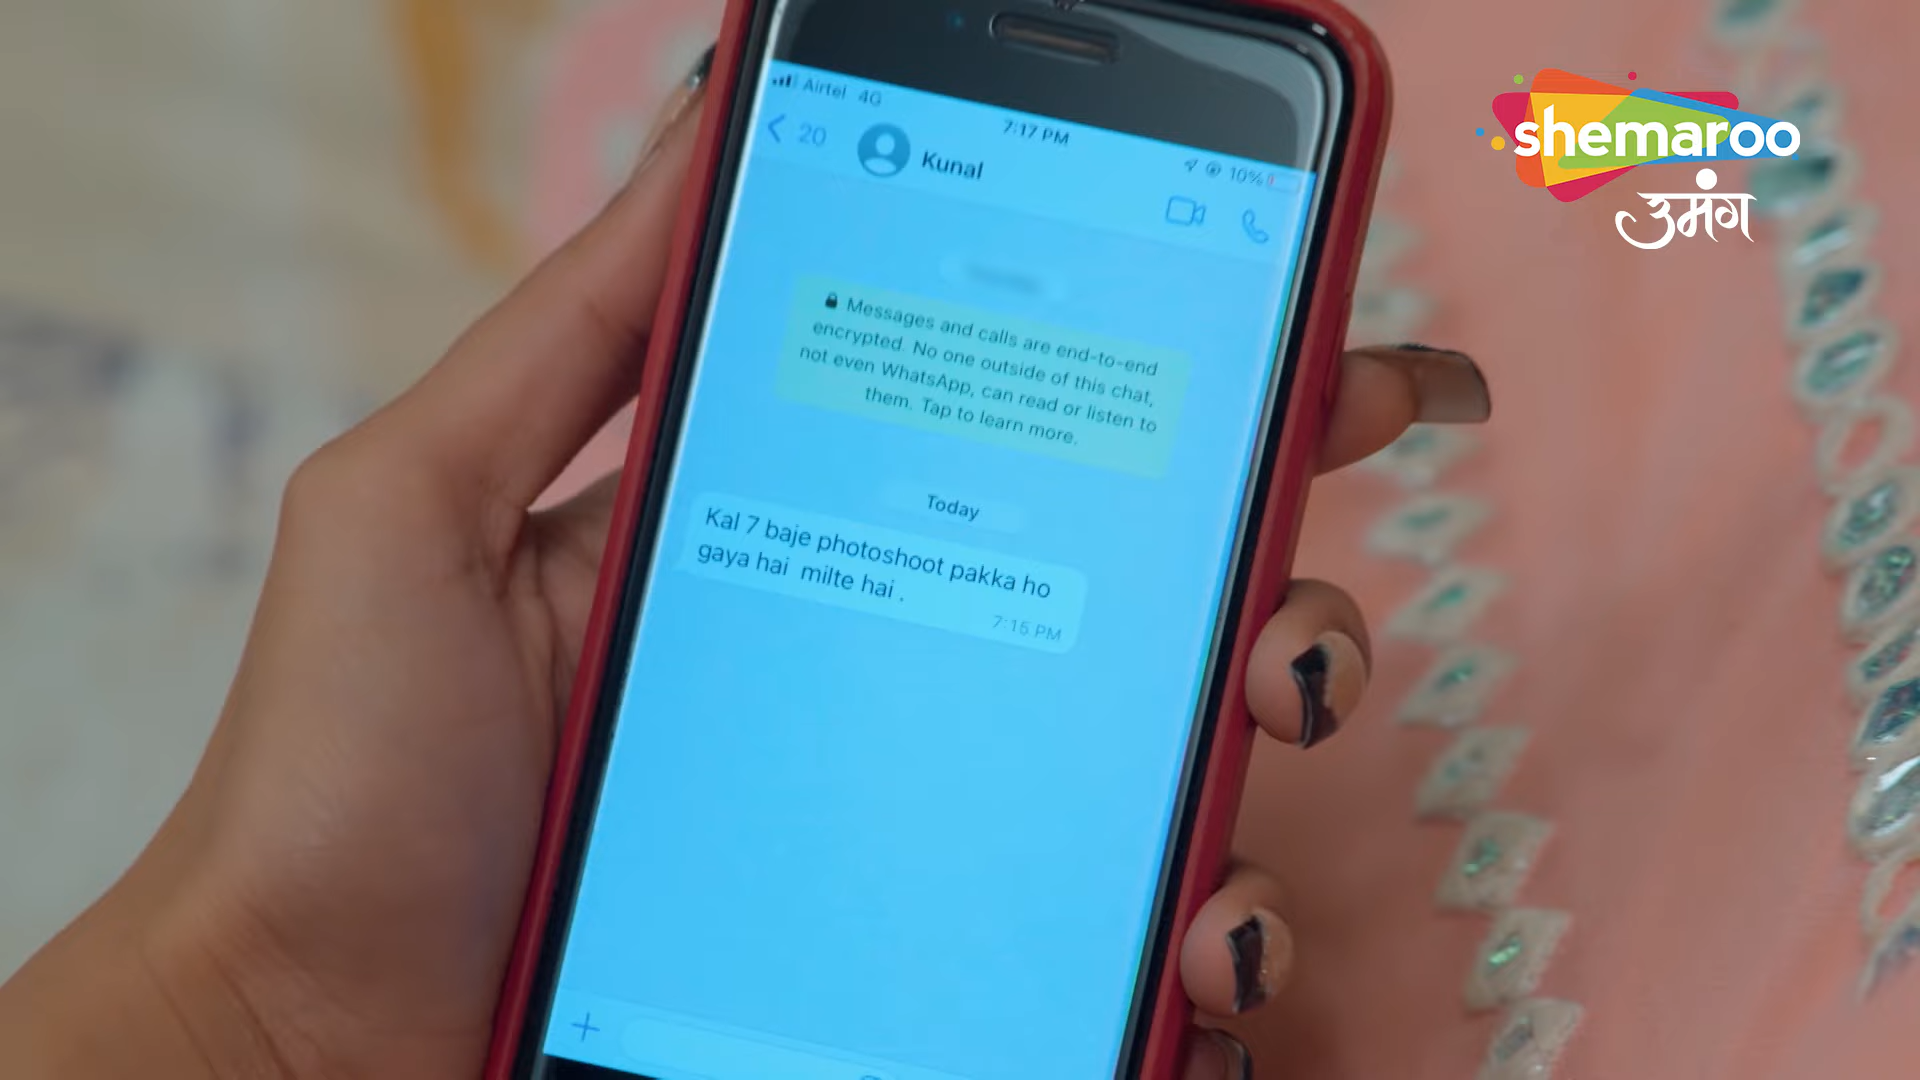 Airtel 4G
7:17 PM
10%
20
Kunal
Messages and calls are end-to-end
encrypted. No one outside of this chat,
not even WhatsApp, can read or listen to
them. Tap to learn more.
Today
Kal 7 baje photoshoot pakka ho
gaya hai milte hai .
7:15 PM
shemaroo
उमंग